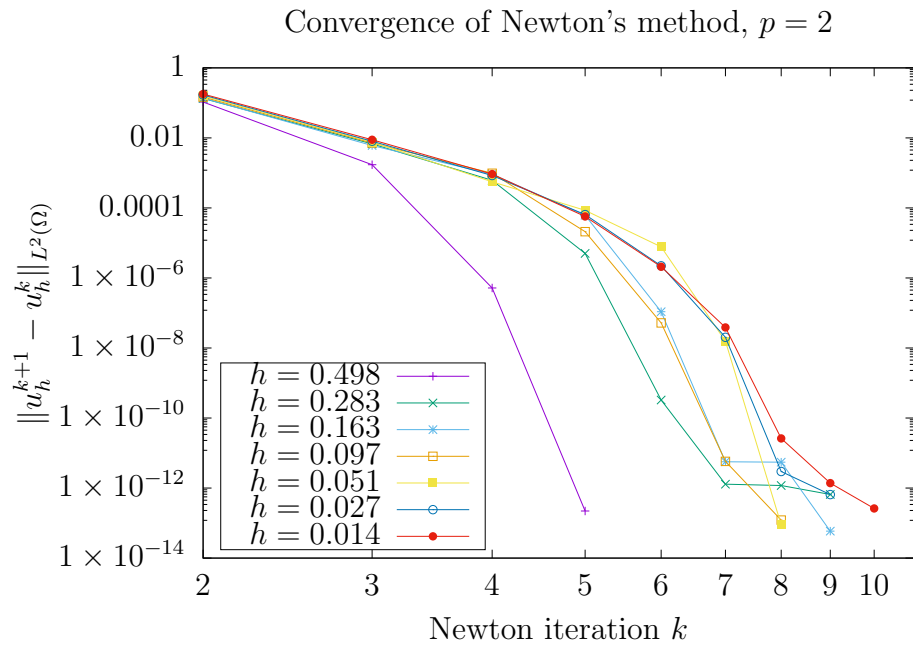 Convergence of Newton's method, p = 2
||u_h^{k+1} − u_h^k||_{L^2(Ω)}
1
0.01
0.0001
1 × 10^{−6}
1 × 10^{−8}
1 × 10^{−10}
1 × 10^{−12}
1 × 10^{−14}
h = 0.498
h = 0.283
h = 0.163
h = 0.097
h = 0.051
h = 0.027
h = 0.014
2 3 4 5 6 7 8 9 10
Newton iteration k